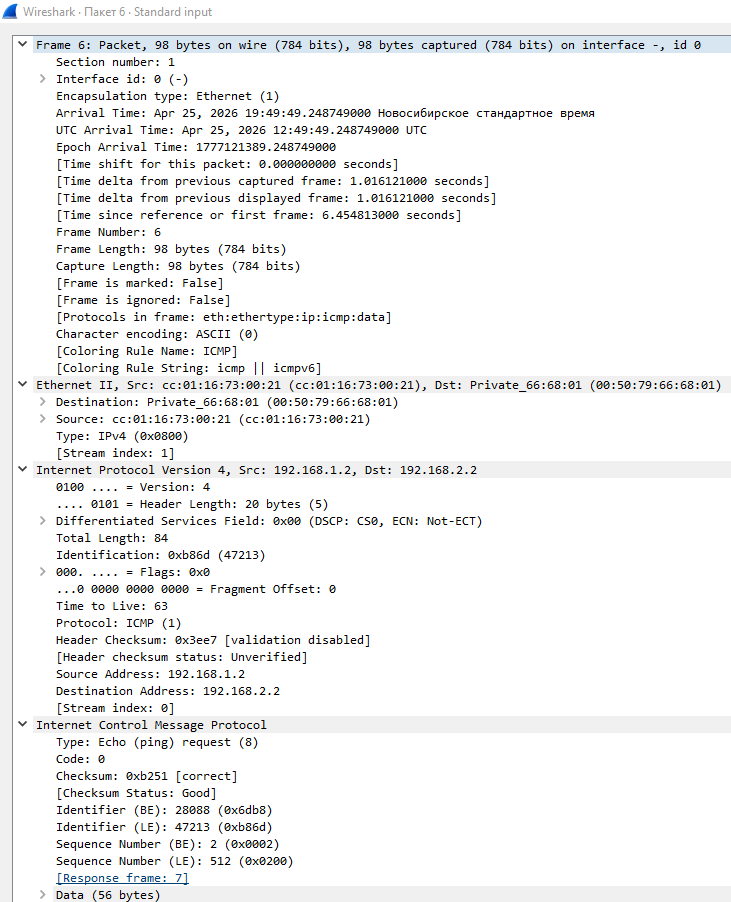 Wireshark · Пакет 6 · Standard input
Frame 6: Packet, 98 bytes on wire (784 bits), 98 bytes captured (784 bits) on interface -, id 0
Section number: 1
Interface id: 0 (-)
Encapsulation type: Ethernet (1)
Arrival Time: Apr 25, 2026 19:49:49.248749000 Новосибирское стандартное время
UTC Arrival Time: Apr 25, 2026 12:49:49.248749000 UTC
Epoch Arrival Time: 1777121389.248749000
[Time shift for this packet: 0.000000000 seconds]
[Time delta from previous captured frame: 1.016121000 seconds]
[Time delta from previous displayed frame: 1.016121000 seconds]
[Time since reference or first frame: 6.454813000 seconds]
Frame Number: 6
Frame Length: 98 bytes (784 bits)
Capture Length: 98 bytes (784 bits)
[Frame is marked: False]
[Frame is ignored: False]
[Protocols in frame: eth:ethertype:ip:icmp:data]
Character encoding: ASCII (0)
[Coloring Rule Name: ICMP]
[Coloring Rule String: icmp || icmpv6]
Ethernet II, Src: cc:01:16:73:00:21 (cc:01:16:73:00:21), Dst: Private_66:68:01 (00:50:79:66:68:01)
Destination: Private_66:68:01 (00:50:79:66:68:01)
Source: cc:01:16:73:00:21 (cc:01:16:73:00:21)
Type: IPv4 (0x0800)
[Stream index: 1]
Internet Protocol Version 4, Src: 192.168.1.2, Dst: 192.168.2.2
0100 .... = Version: 4
.... 0101 = Header Length: 20 bytes (5)
Differentiated Services Field: 0x00 (DSCP: CS0, ECN: Not-ECT)
Total Length: 84
Identification: 0xb86d (47213)
000. .... = Flags: 0x0
...0 0000 0000 0000 = Fragment Offset: 0
Time to Live: 63
Protocol: ICMP (1)
Header Checksum: 0x3ee7 [validation disabled]
[Header checksum status: Unverified]
Source Address: 192.168.1.2
Destination Address: 192.168.2.2
[Stream index: 0]
Internet Control Message Protocol
Type: Echo (ping) request (8)
Code: 0
Checksum: 0xb251 [correct]
[Checksum Status: Good]
Identifier (BE): 28088 (0x6db8)
Identifier (LE): 47213 (0xb86d)
Sequence Number (BE): 2 (0x0002)
Sequence Number (LE): 512 (0x0200)
[Response frame: 7]
Data (56 bytes)